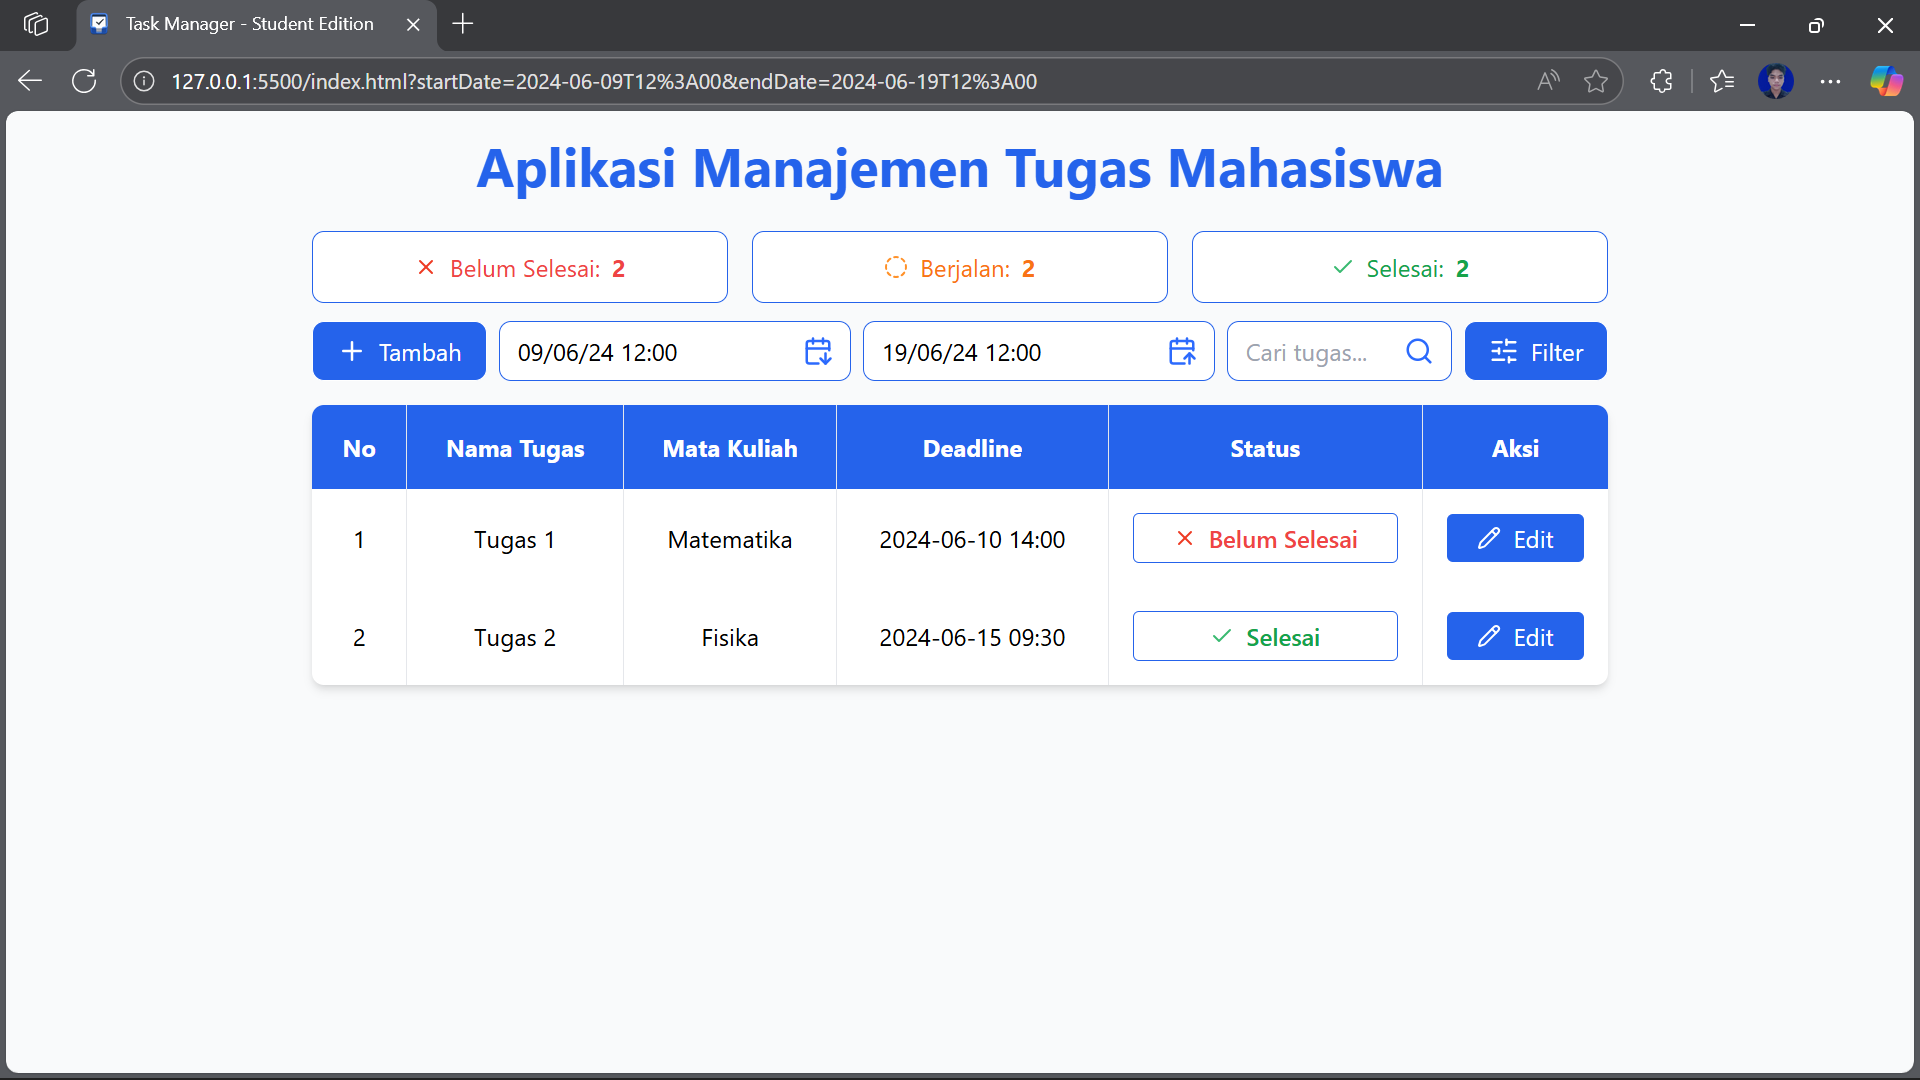 Task Manager - Student Edition
127.0.0.1:5500/index.html?startDate=2024-06-09T12%3A00&endDate=2024-06-19T12%3A00
Aplikasi Manajemen Tugas Mahasiswa
Belum Selesai: 2 Berjalan: 2 Selesai: 2
Tambah 09/06/24 12:00 19/06/24 12:00 Cari tugas... Filter
No Nama Tugas Mata Kuliah Deadline Status Aksi
1 Tugas 1 Matematika 2024-06-10 14:00 Belum Selesai Edit
2 Tugas 2 Fisika 2024-06-15 09:30 Selesai Edit